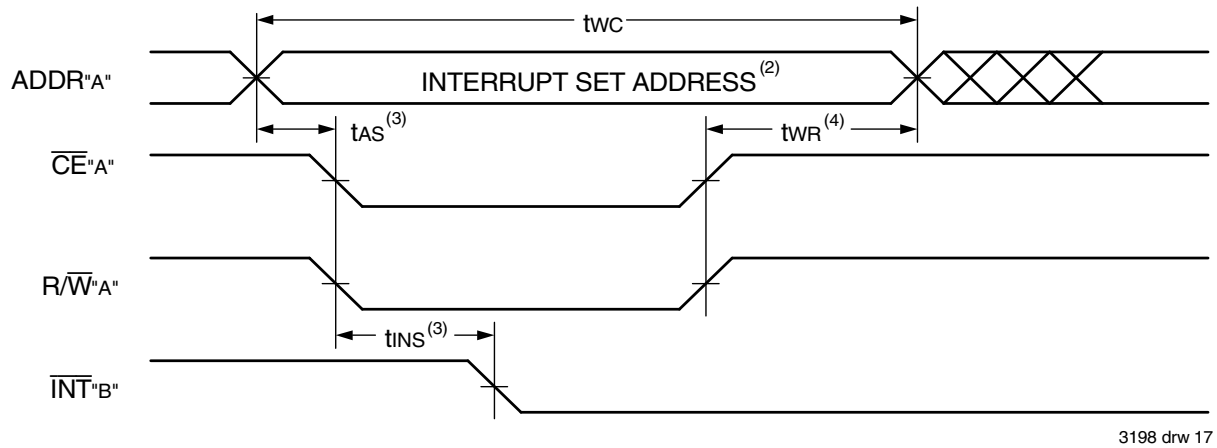 tWC
ADDR"A"
INTERRUPT SET ADDRESS(2)
tAS(3)
tWR(4)
CE"A"
R/W"A"
tINS(3)
INT"B"
3198 drw 17